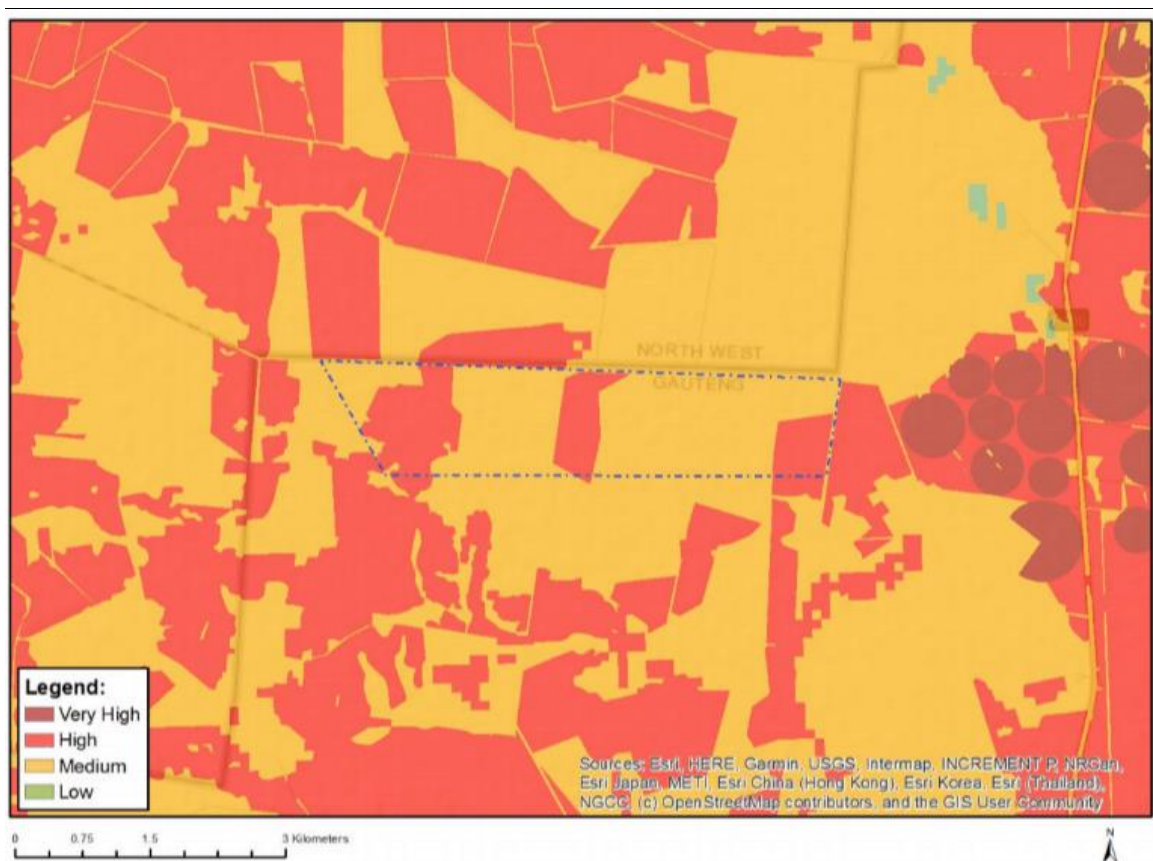 NORTH WEST
GAUTENG
Legend:
Very High
High
Medium
Low
Sources: Esri, HERE, Garmin, USGS, Intermap, INCREMENT P, NRCan,
Esri Japan, METI, Esri China (Hong Kong), Esri Korea, Esri (Thailand),
NGCC, (c) OpenStreetMap contributors, and the GIS User Community
0 0.75 1.5 3 Kilometers
N